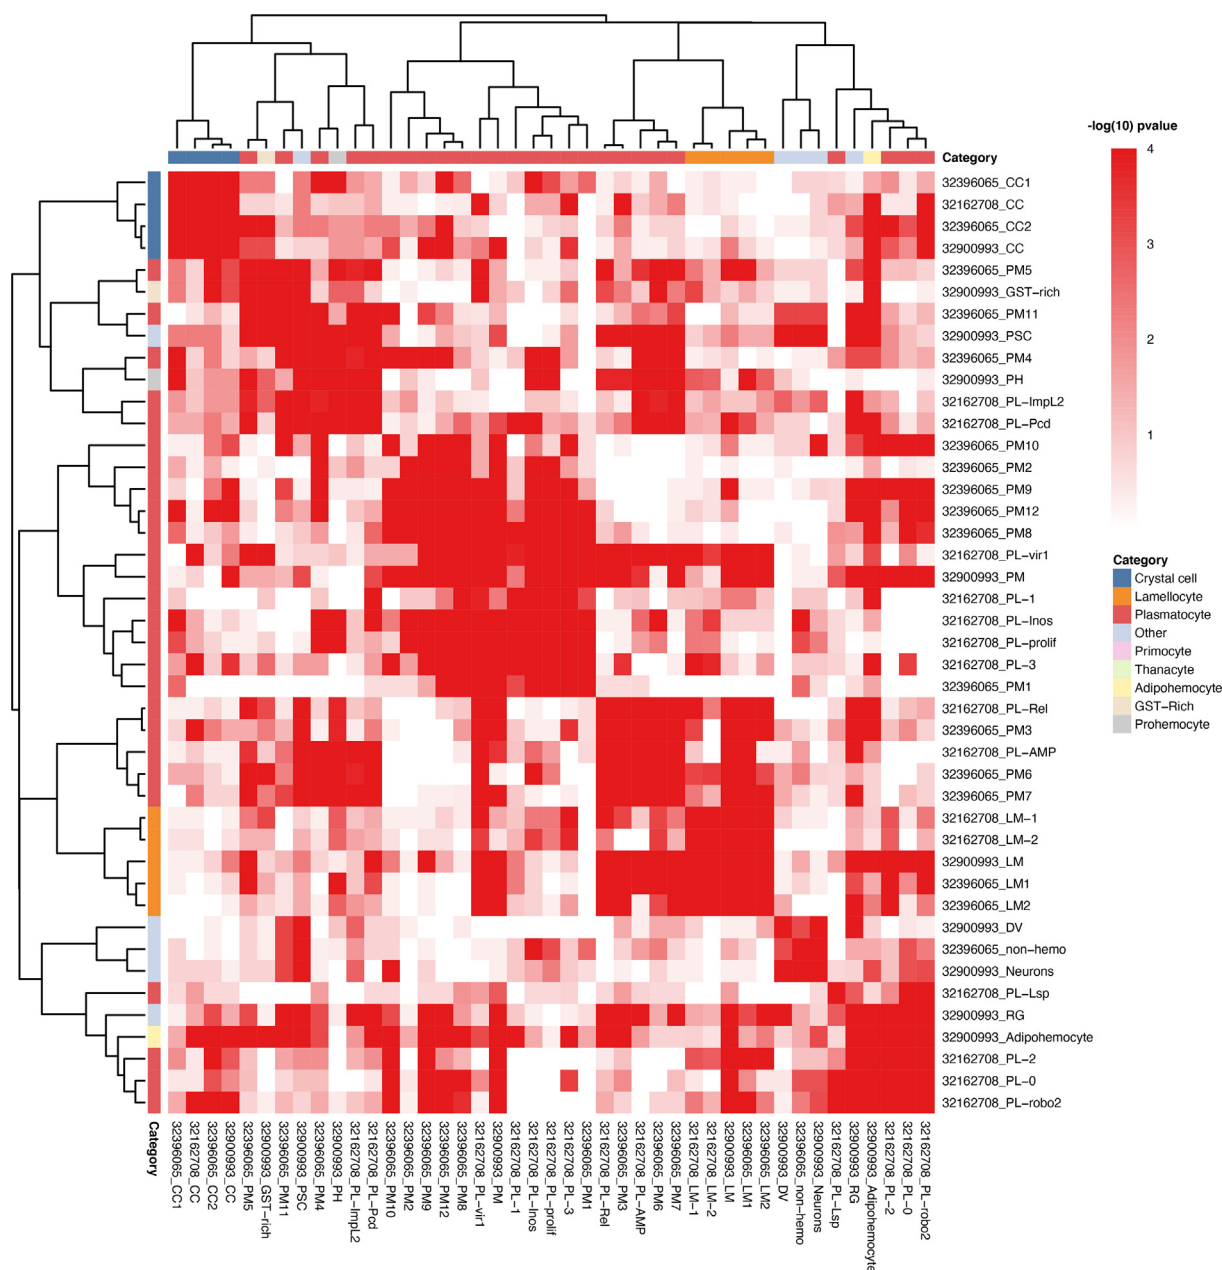 -log(10) pvalue
4
3
2
1
Category
32396065_CC1
32162708_CC
32396065_CC2
32900993_CC
32396065_PM5
32900993_GST-rich
32396065_PM11
32900993_PSC
32396065_PM4
32900993_PH
32162708_PL-ImpL2
32162708_PL-Pcd
32396065_PM10
32396065_PM2
32396065_PM9
32396065_PM12
32396065_PM8
32162708_PL-vir1
32900993_PM
32162708_PL-1
32162708_PL-Inos
32162708_PL-prolif
32162708_PL-3
32396065_PM1
32162708_PL-Rel
32396065_PM3
32162708_PL-AMP
32396065_PM6
32396065_PM7
32162708_LM-1
32162708_LM-2
32900993_LM
32396065_LM1
32396065_LM2
32900993_DV
32396065_non-hemo
32900993_Neurons
32162708_PL-Lsp
32900993_RG
32900993_Adipohemocyte
32162708_PL-2
32162708_PL-0
32162708_PL-robo2
Category
Crystal cell
Lamellocyte
Plasmatocyte
Other
Primocyte
Thanacyte
Adipohemocyte
GST-Rich
Prohemocyte
Category
32396065_CC1
32162708_CC
32396065_CC2
32900993_CC
32396065_PM5
32900993_GST-rich
32396065_PM11
32900993_PSC
32396065_PM4
32900993_PH
32162708_PL-ImpL2
32162708_PL-Pcd
32396065_PM10
32396065_PM2
32396065_PM9
32396065_PM12
32396065_PM8
32162708_PL-vir1
32900993_PM
32162708_PL-1
32162708_PL-Inos
32162708_PL-prolif
32162708_PL-3
32396065_PM1
32162708_PL-Rel
32396065_PM3
32162708_PL-AMP
32396065_PM6
32396065_PM7
32162708_LM-1
32162708_LM-2
32900993_LM
32396065_LM1
32396065_LM2
32900993_DV
32396065_non-hemo
32900993_Neurons
32162708_PL-Lsp
32900993_RG
32900993_Adipohemocyte
32162708_PL-2
32162708_PL-0
32162708_PL-robo2